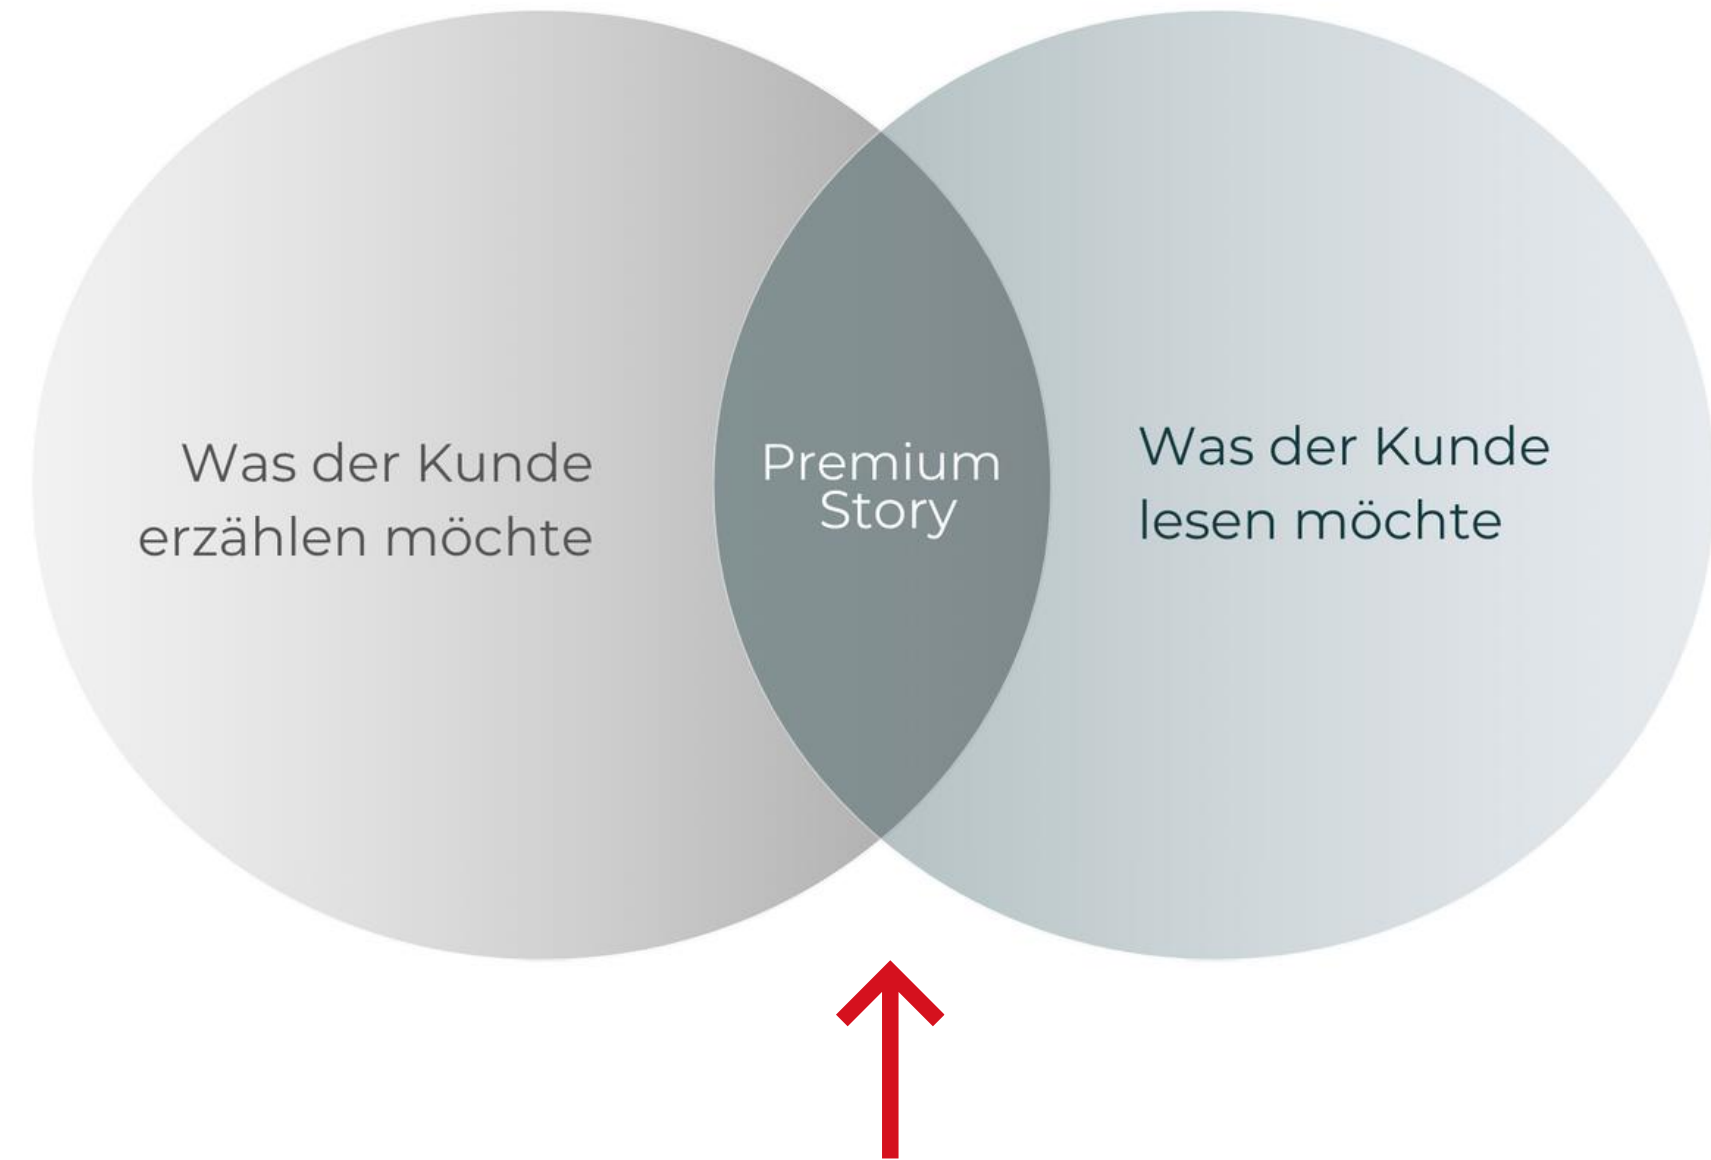 Was der Kunde
erzählen möchte
Premium
Story
Was der Kunde
lesen möchte